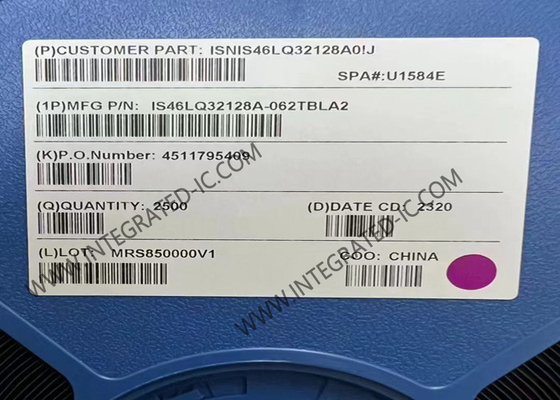 (P)CUSTOMER PART: ISNIS46LQ32128A0!J
SPA#:U1584E
(1P)MFG P/N: IS46LQ32128A-062TBLA2
(K)P.O.Number: 4511795409
(Q)QUANTITY: 2500 (D)DATE CD: 2320
(L)LOT: MRS850000V1 COO: CHINA
WWW.INTEGRATED-IC.COM
WWW.INTEGRATED-IC.COM